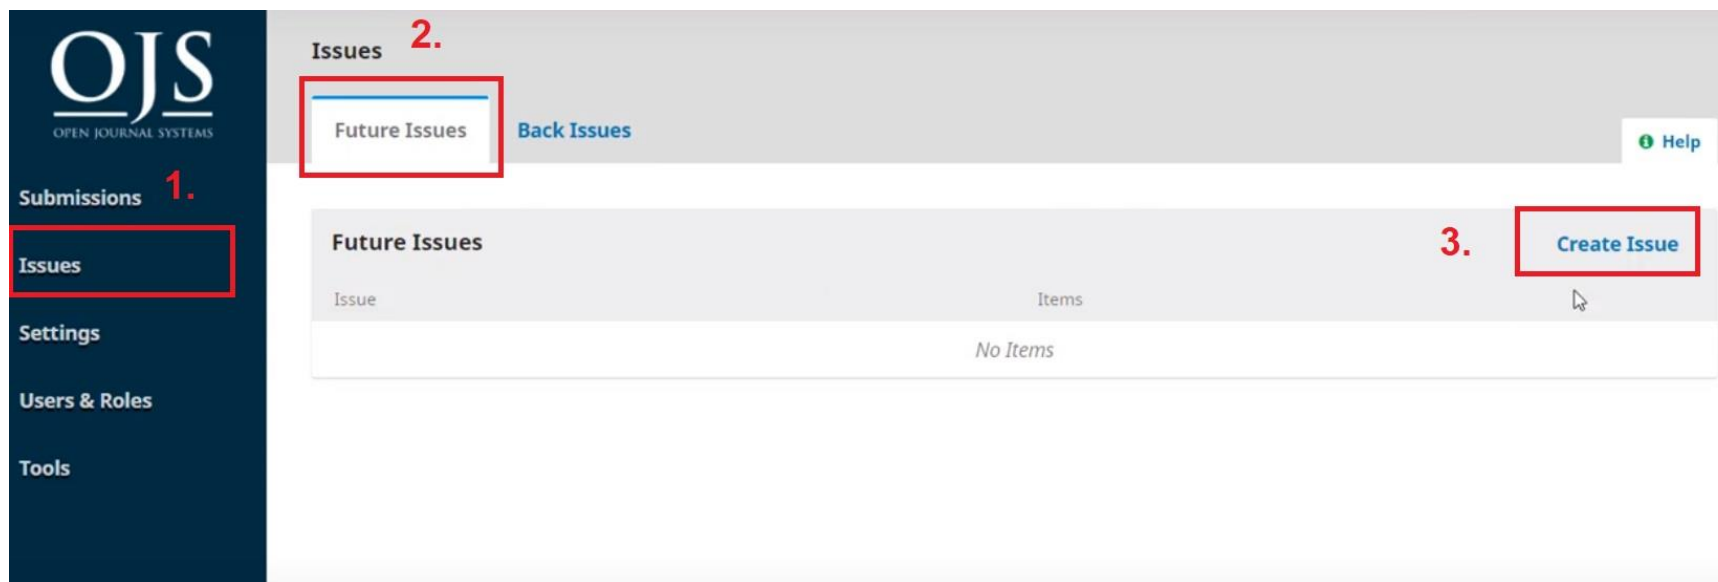 OJS
OPEN JOURNAL SYSTEMS
Submissions
1.
Issues
Settings
Users & Roles
Tools
Issues
2.
Future Issues
Back Issues
Help
Future Issues
3.
Create Issue
Issue
Items
No Items